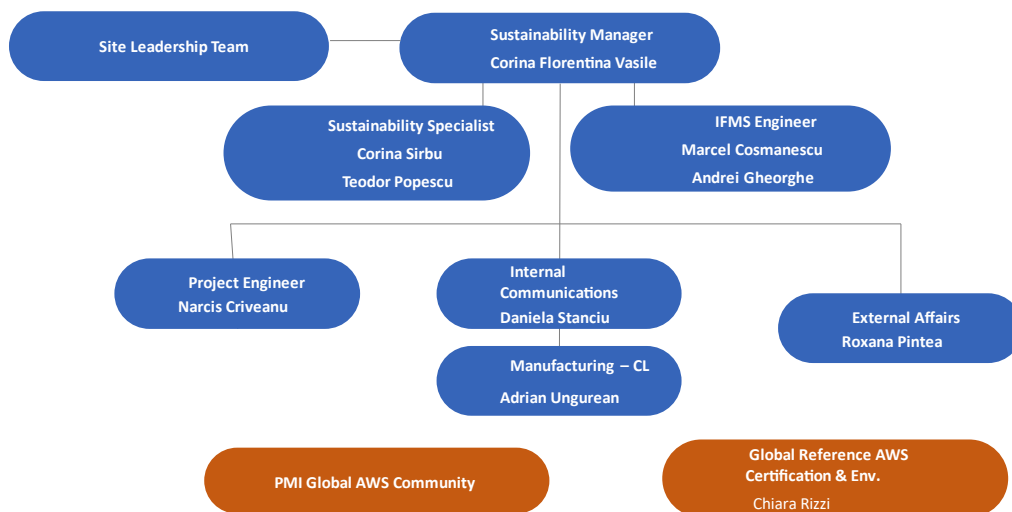 Site Leadership Team
Sustainability Manager
Corina Florentina Vasile
Sustainability Specialist
Corina Sirbu
Teodor Popescu
IFMS Engineer
Marcel Cosmanescu
Andrei Gheorghe
Project Engineer
Narcis Criveanu
Internal
Communications
Daniela Stanciu
External Affairs
Roxana Pintea
Manufacturing – CL
Adrian Ungurean
PMI Global AWS Community
Global Reference AWS
Certification & Env.
Chiara Rizzi